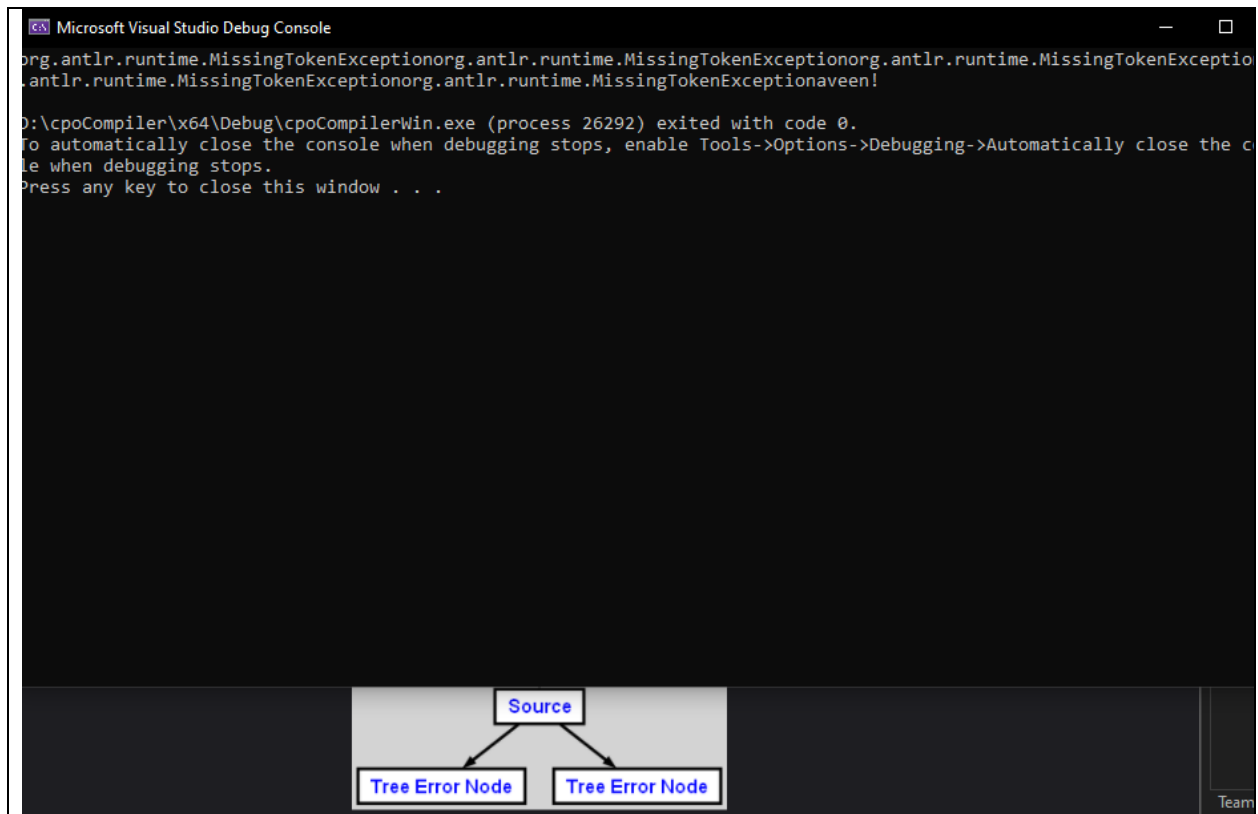 Microsoft Visual Studio Debug Console
org.antlr.runtime.MissingTokenExceptionorg.antlr.runtime.MissingTokenExceptionorg.antlr.runtime.MissingTokenExceptio
.antlr.runtime.MissingTokenExceptionorg.antlr.runtime.MissingTokenExceptionaveen!
D:\cpoCompiler\x64\Debug\cpoCompilerWin.exe (process 26292) exited with code 0.
To automatically close the console when debugging stops, enable Tools->Options->Debugging->Automatically close the c
le when debugging stops.
Press any key to close this window . . .
Source
Tree Error Node Tree Error Node
Team